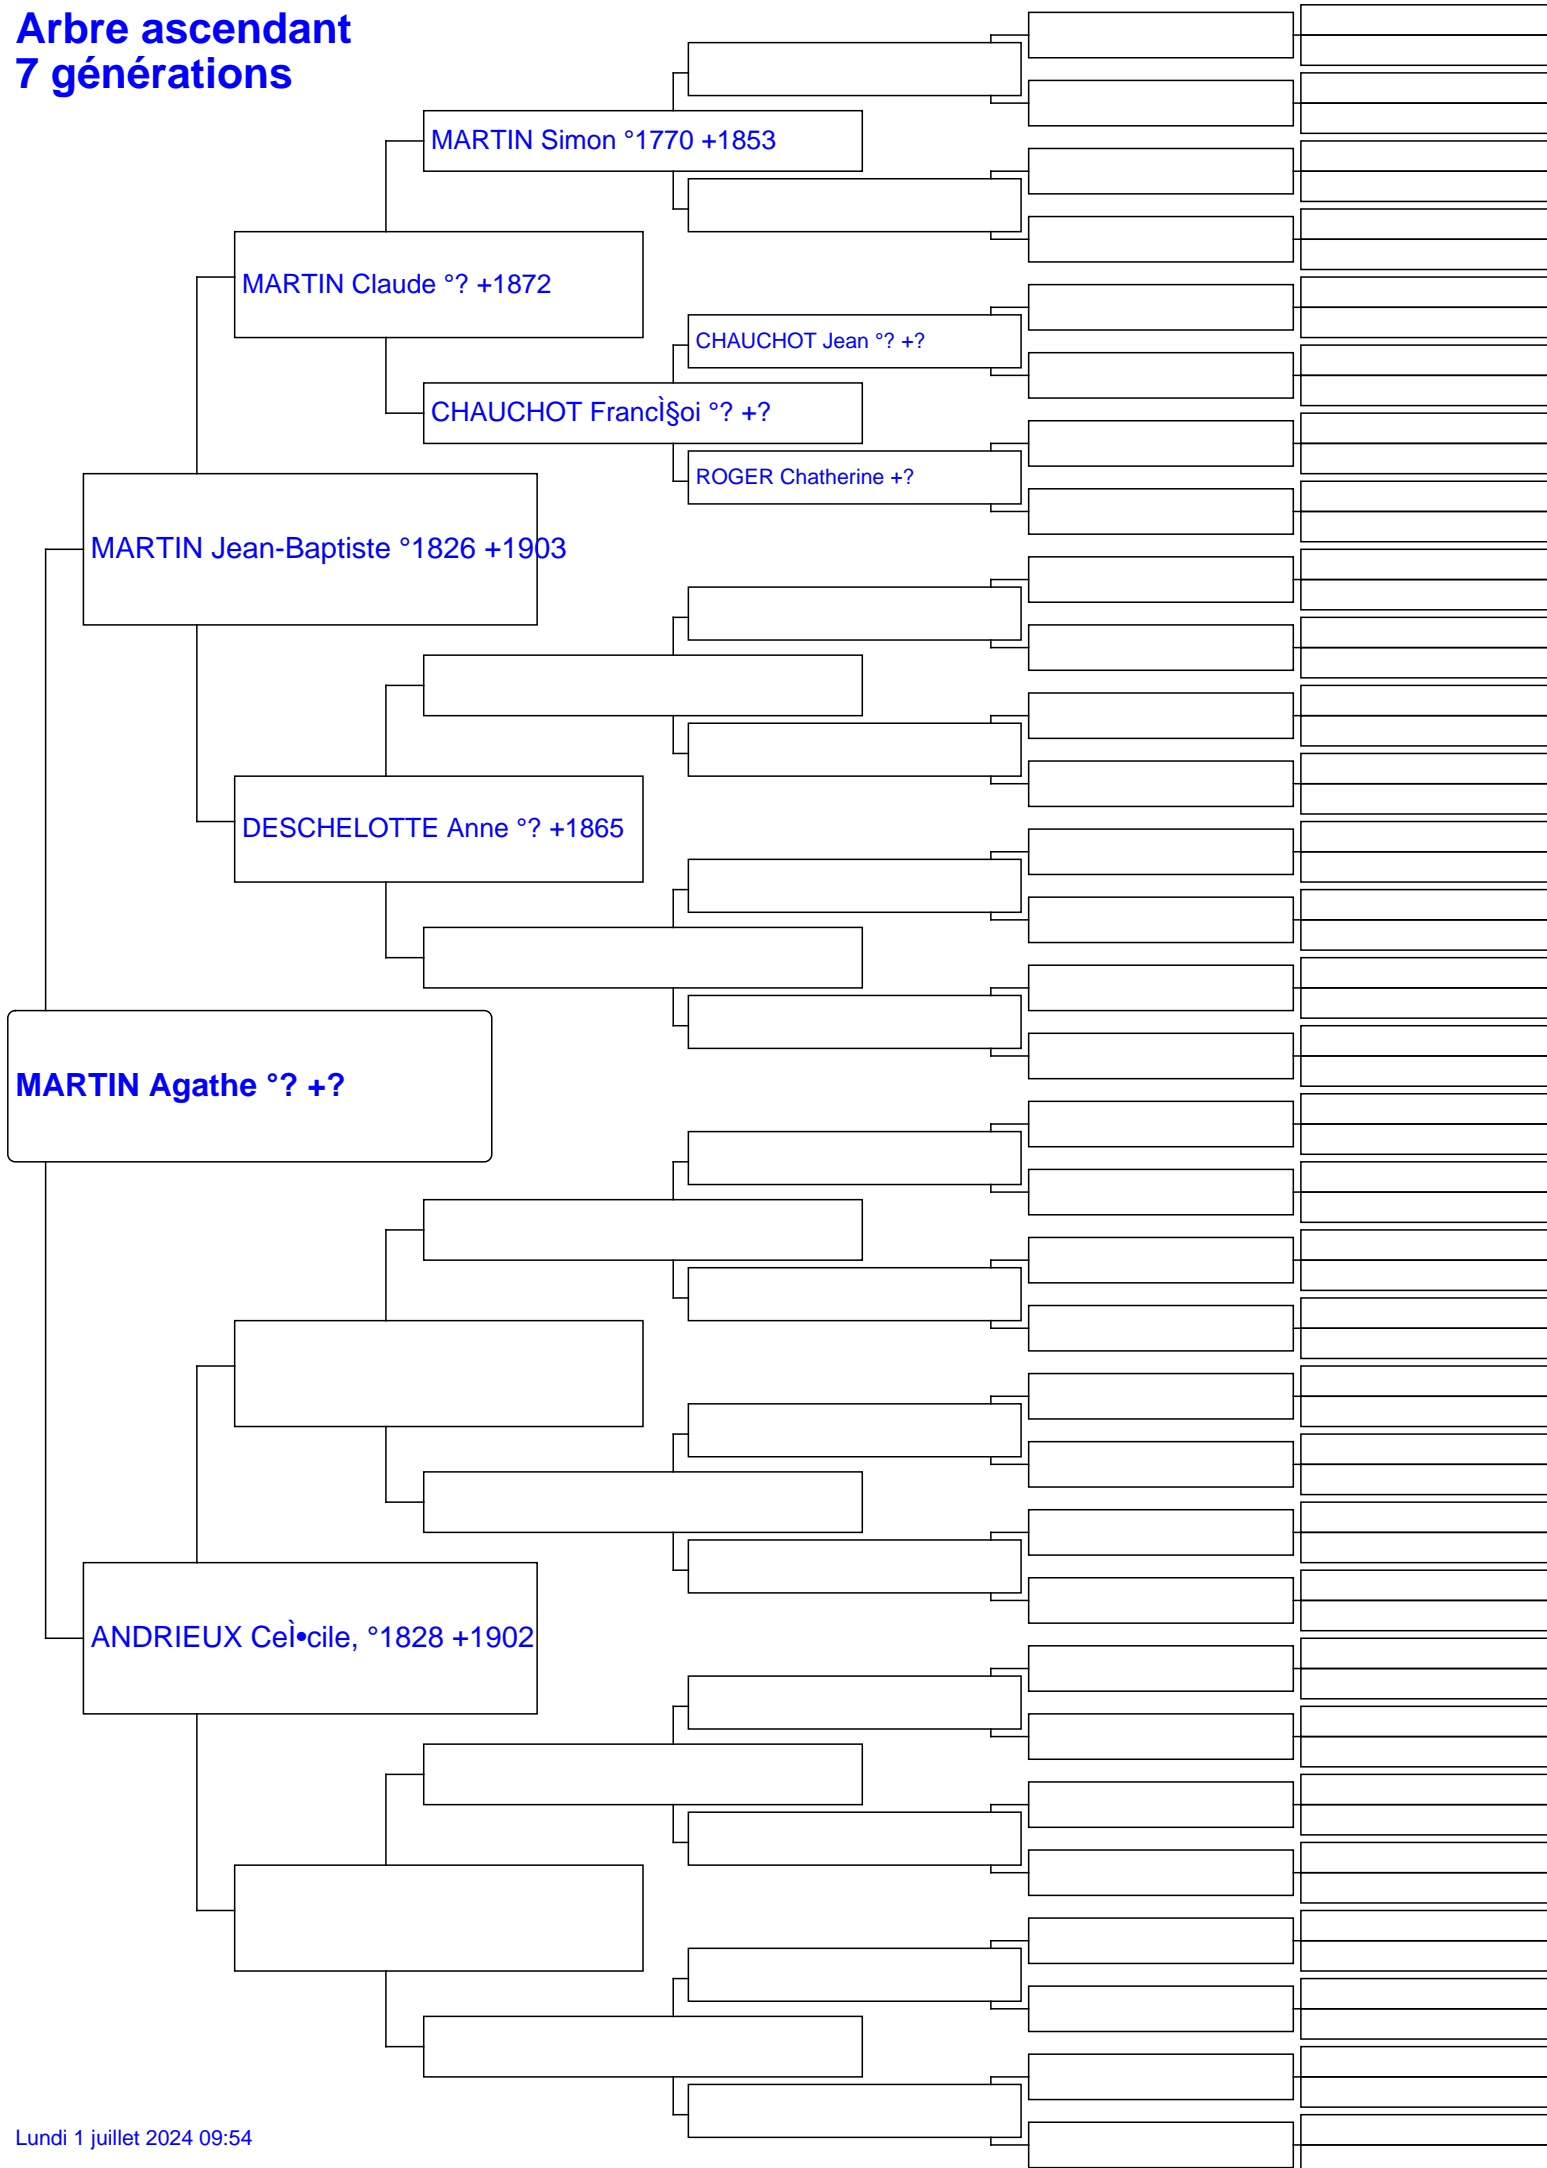 Arbre ascendant
7 générations
MARTIN Simon °1770 +1853
MARTIN Claude °? +1872
CHAUCHOT Jean °? +?
CHAUCHOT FrancÌ§oi °? +?
ROGER Chatherine +?
MARTIN Jean-Baptiste °1826 +1903
DESCHELOTTE Anne °? +1865
MARTIN Agathe °? +?
ANDRIEUX CeÌ•cile, °1828 +1902
Lundi 1 juillet 2024 09:54